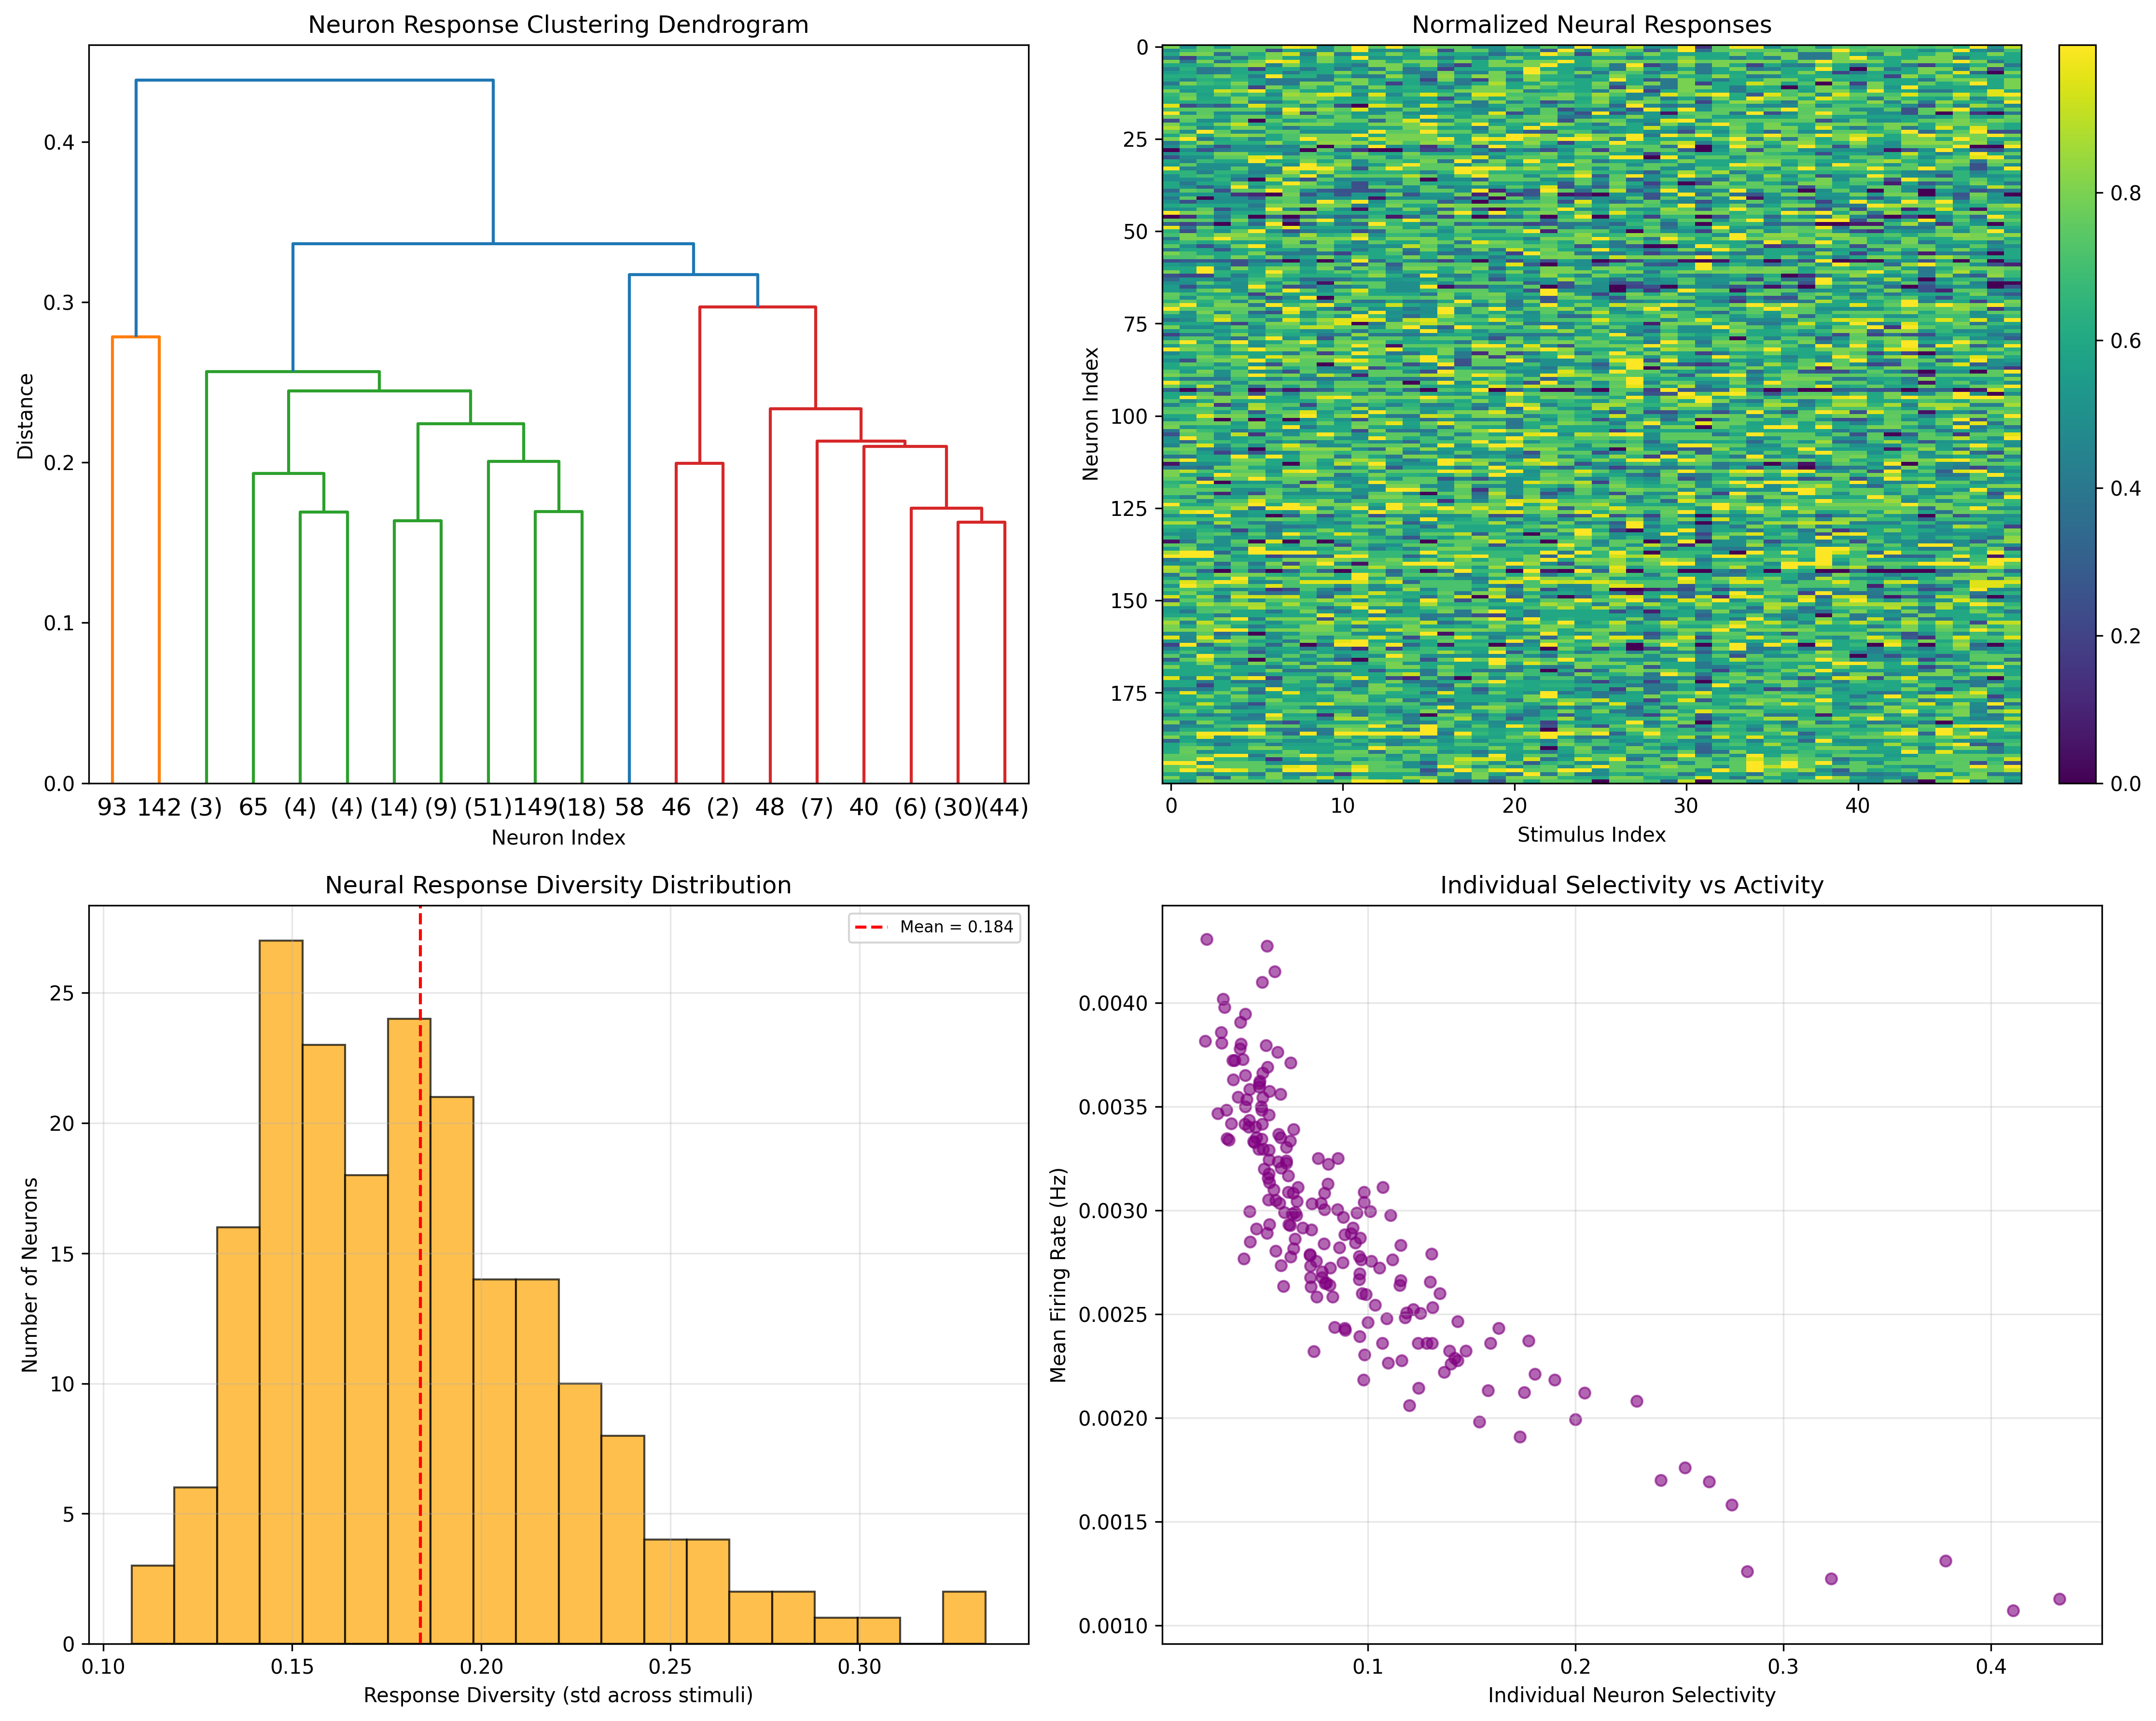 Neuron Response Clustering Dendrogram
Distance
0.4
0.3
0.2
0.1
0.0
93 142 (3) 65 (4) (4) (14) (9) (51) 149 (18) 58 46 (2) 48 (7) 40 (6) (30) (44)
Neuron Index
Normalized Neural Responses
Neuron Index
0
25
50
75
100
125
150
175
0 10 20 30 40
Stimulus Index
0.8
0.6
0.4
0.2
0.0
Neural Response Diversity Distribution
Number of Neurons
25
20
15
10
5
0
Mean = 0.184
0.10 0.15 0.20 0.25 0.30
Response Diversity (std across stimuli)
Individual Selectivity vs Activity
Mean Firing Rate (Hz)
0.0040
0.0035
0.0030
0.0025
0.0020
0.0015
0.0010
0.1 0.2 0.3 0.4
Individual Neuron Selectivity